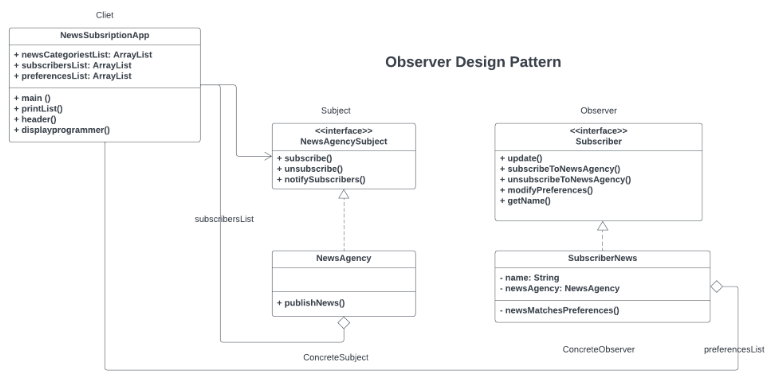 Cliet
NewsSubsriptionApp
+ newsCategoriestList: ArrayList
+ subscribersList: ArrayList
+ preferencesList: ArrayList
+ main ()
+ printList()
+ header()
+ displayprogrammer()
Observer Design Pattern
Subject
<<interface>>
NewsAgencySubject
+ subscribe()
+ unsubscribe()
+ notifySubscribers()
Observer
<<interface>>
Subscriber
+ update()
+ subscribeToNewsAgency()
+ unsubscribeToNewsAgency()
+ modifyPreferences()
+ getName()
subscribersList
NewsAgency
+ publishNews()
ConcreteSubject
SubscriberNews
- name: String
- newsAgency: NewsAgency
- newsMatchesPreferences()
ConcreteObserver
preferencesList